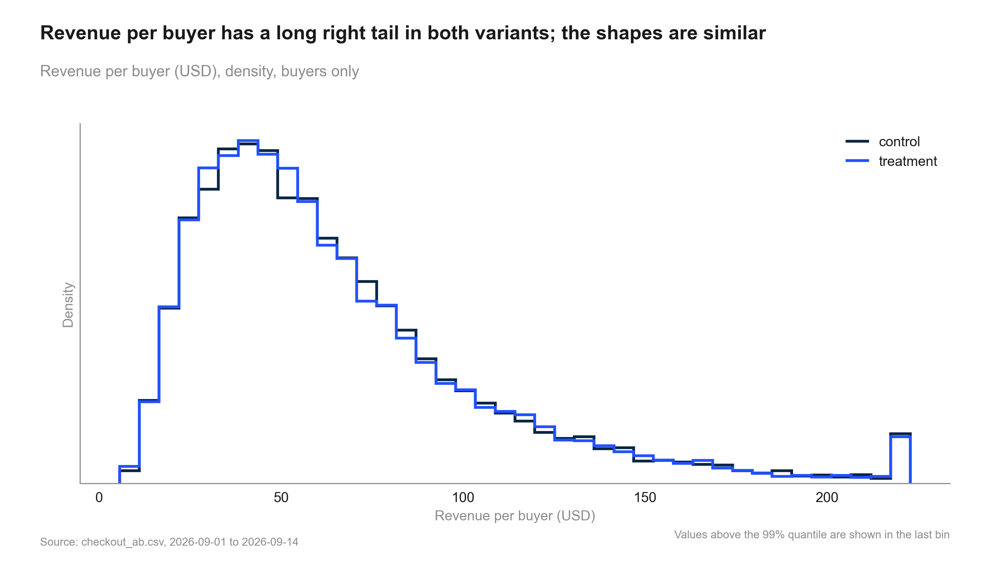 Revenue per buyer has a long right tail in both variants; the shapes are similar
Revenue per buyer (USD), density, buyers only
control
treatment
Density
0
50
100
150
200
Revenue per buyer (USD)
Values above the 99% quantile are shown in the last bin
Source: checkout_ab.csv, 2026-09-01 to 2026-09-14